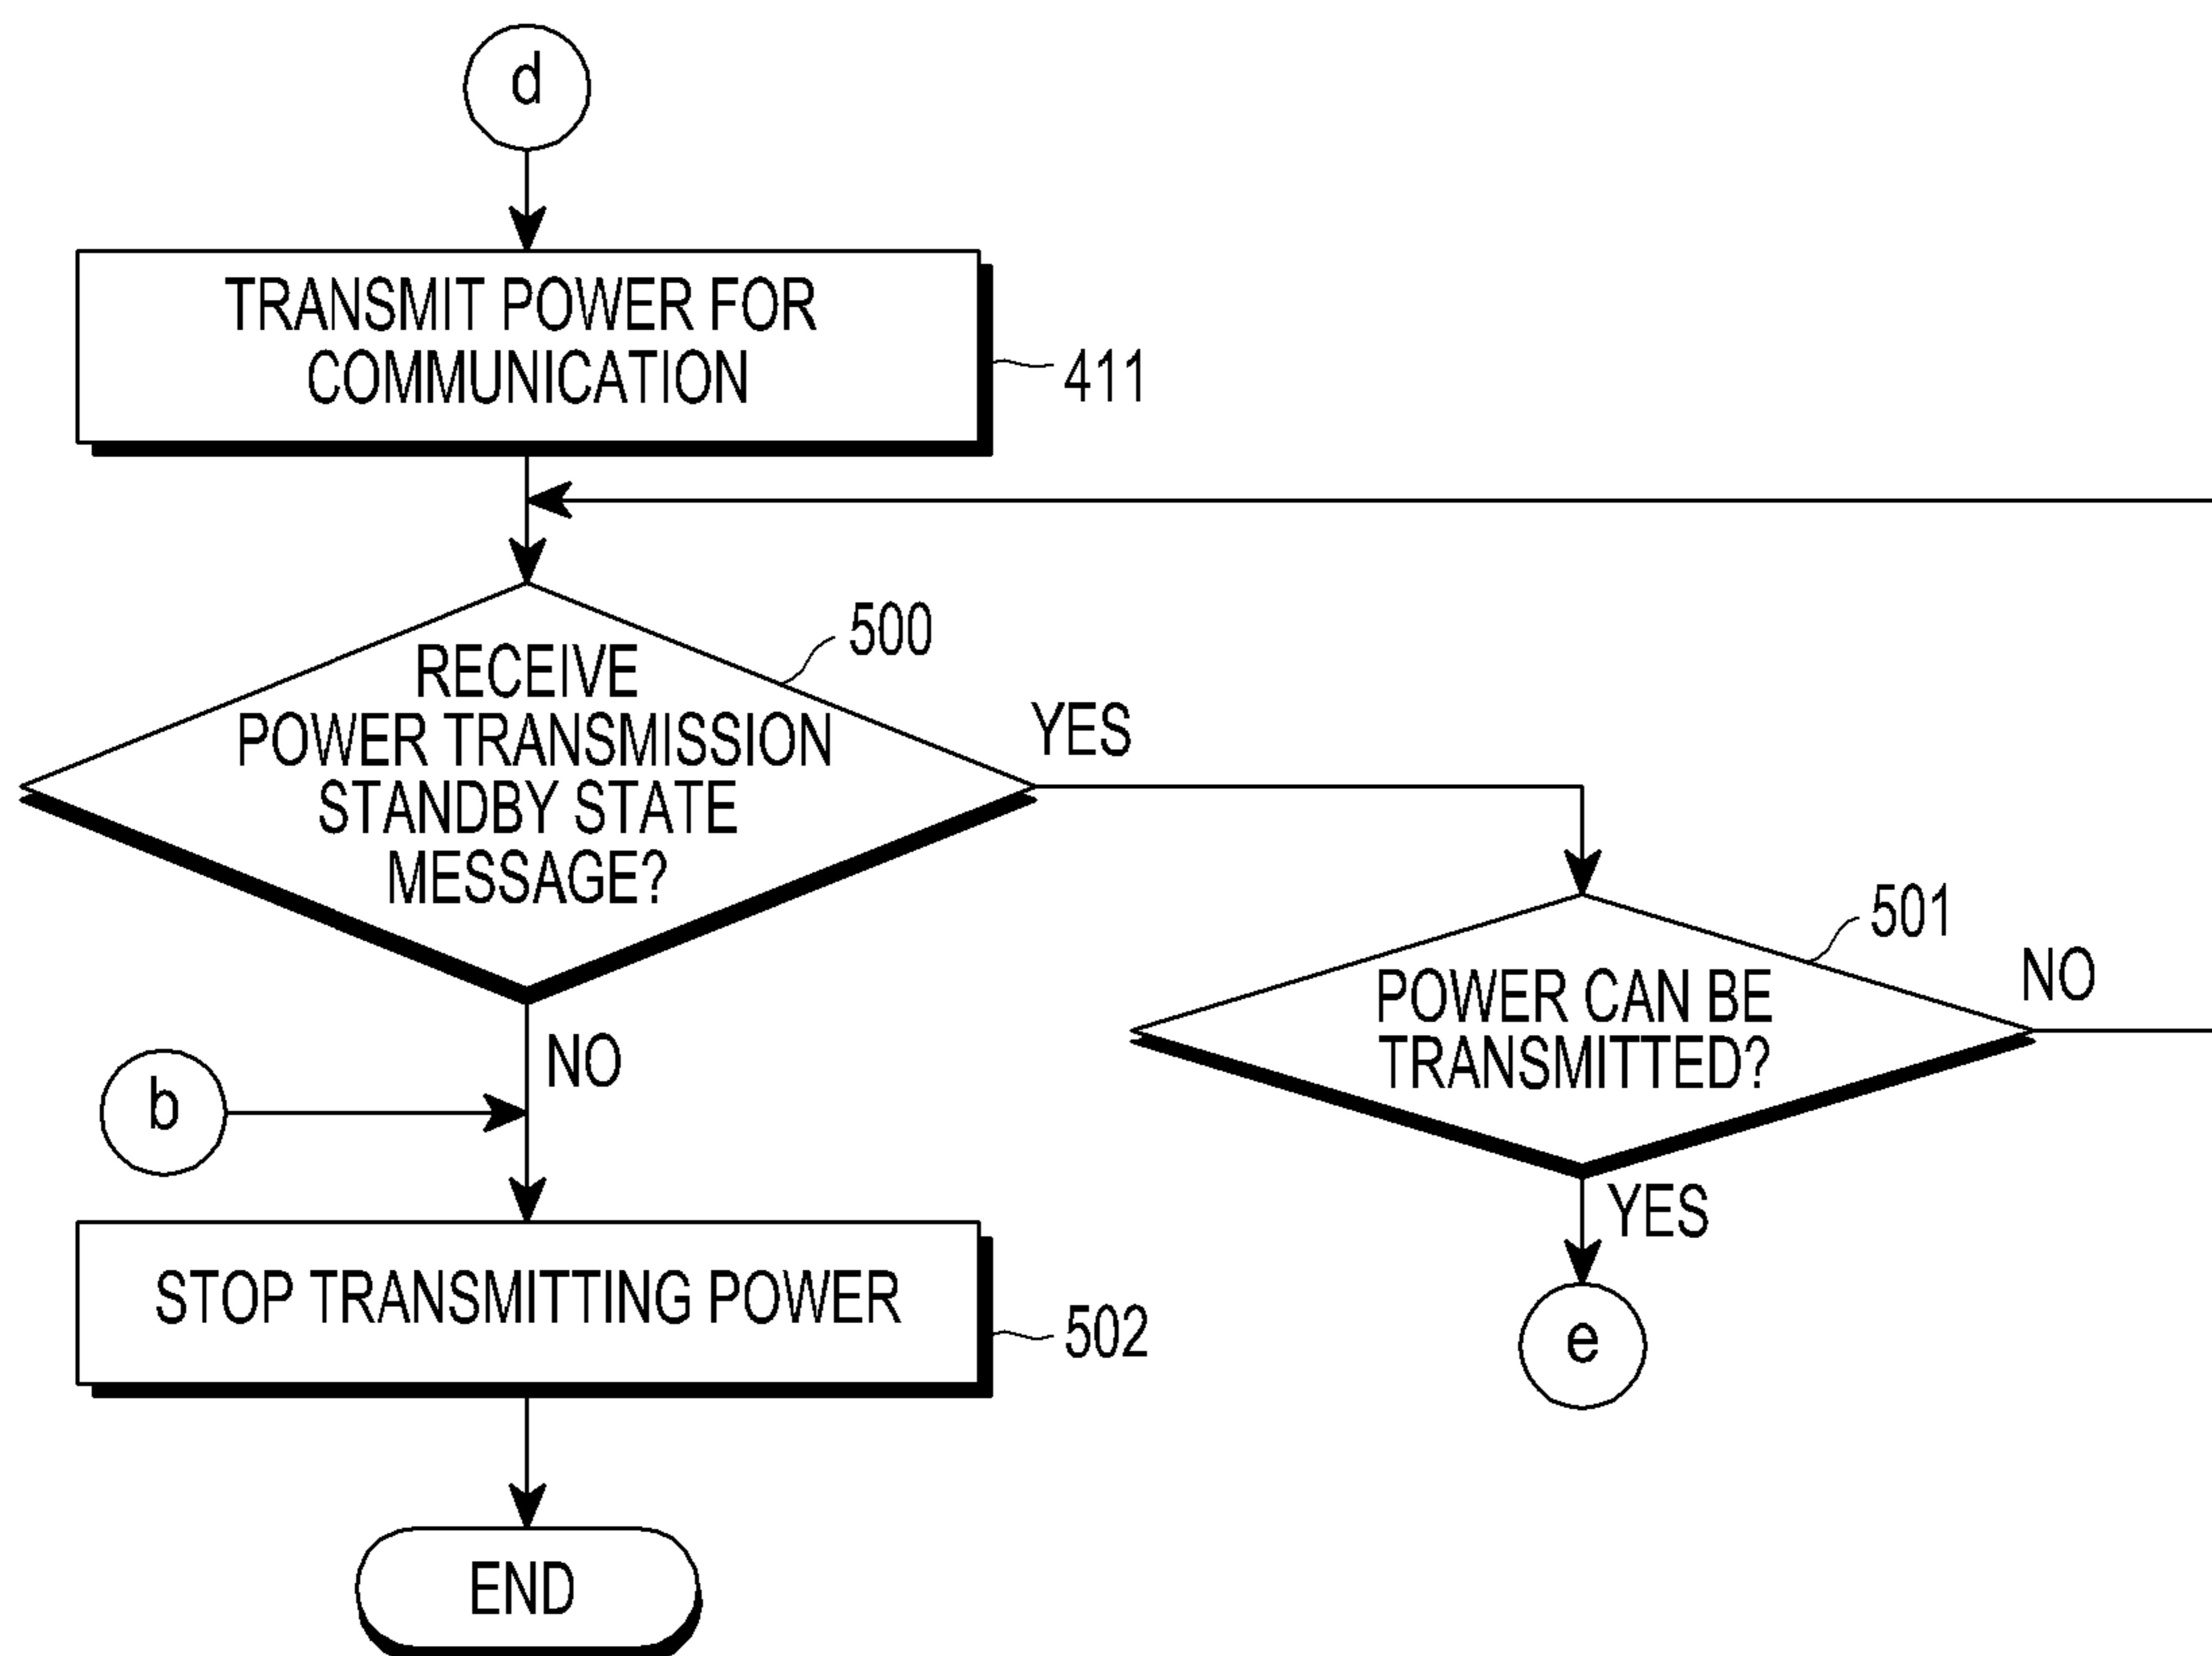 d
TRANSMIT POWER FOR
COMMUNICATION
411
500
RECEIVE
POWER TRANSMISSION
STANDBY STATE
MESSAGE?
YES
501
POWER CAN BE
TRANSMITTED?
NO
NO
b
YES
STOP TRANSMITTING POWER
502
e
END